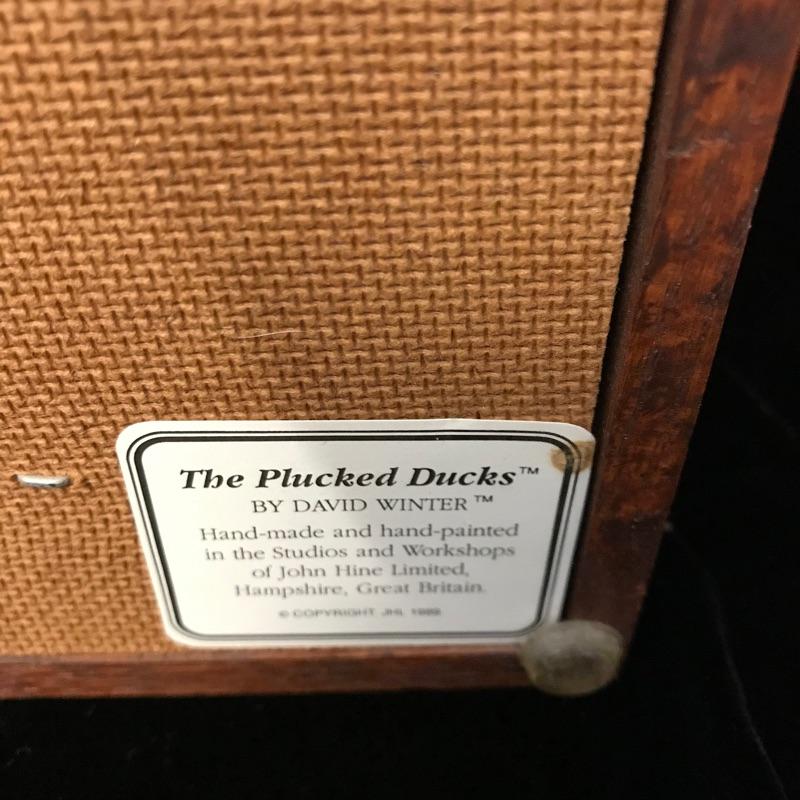 The Plucked Ducks™
BY DAVID WINTER™
Hand-made and hand-painted
in the Studios and Workshops
of John Hine Limited,
Hampshire, Great Britain.
© COPYRIGHT JHL 1989